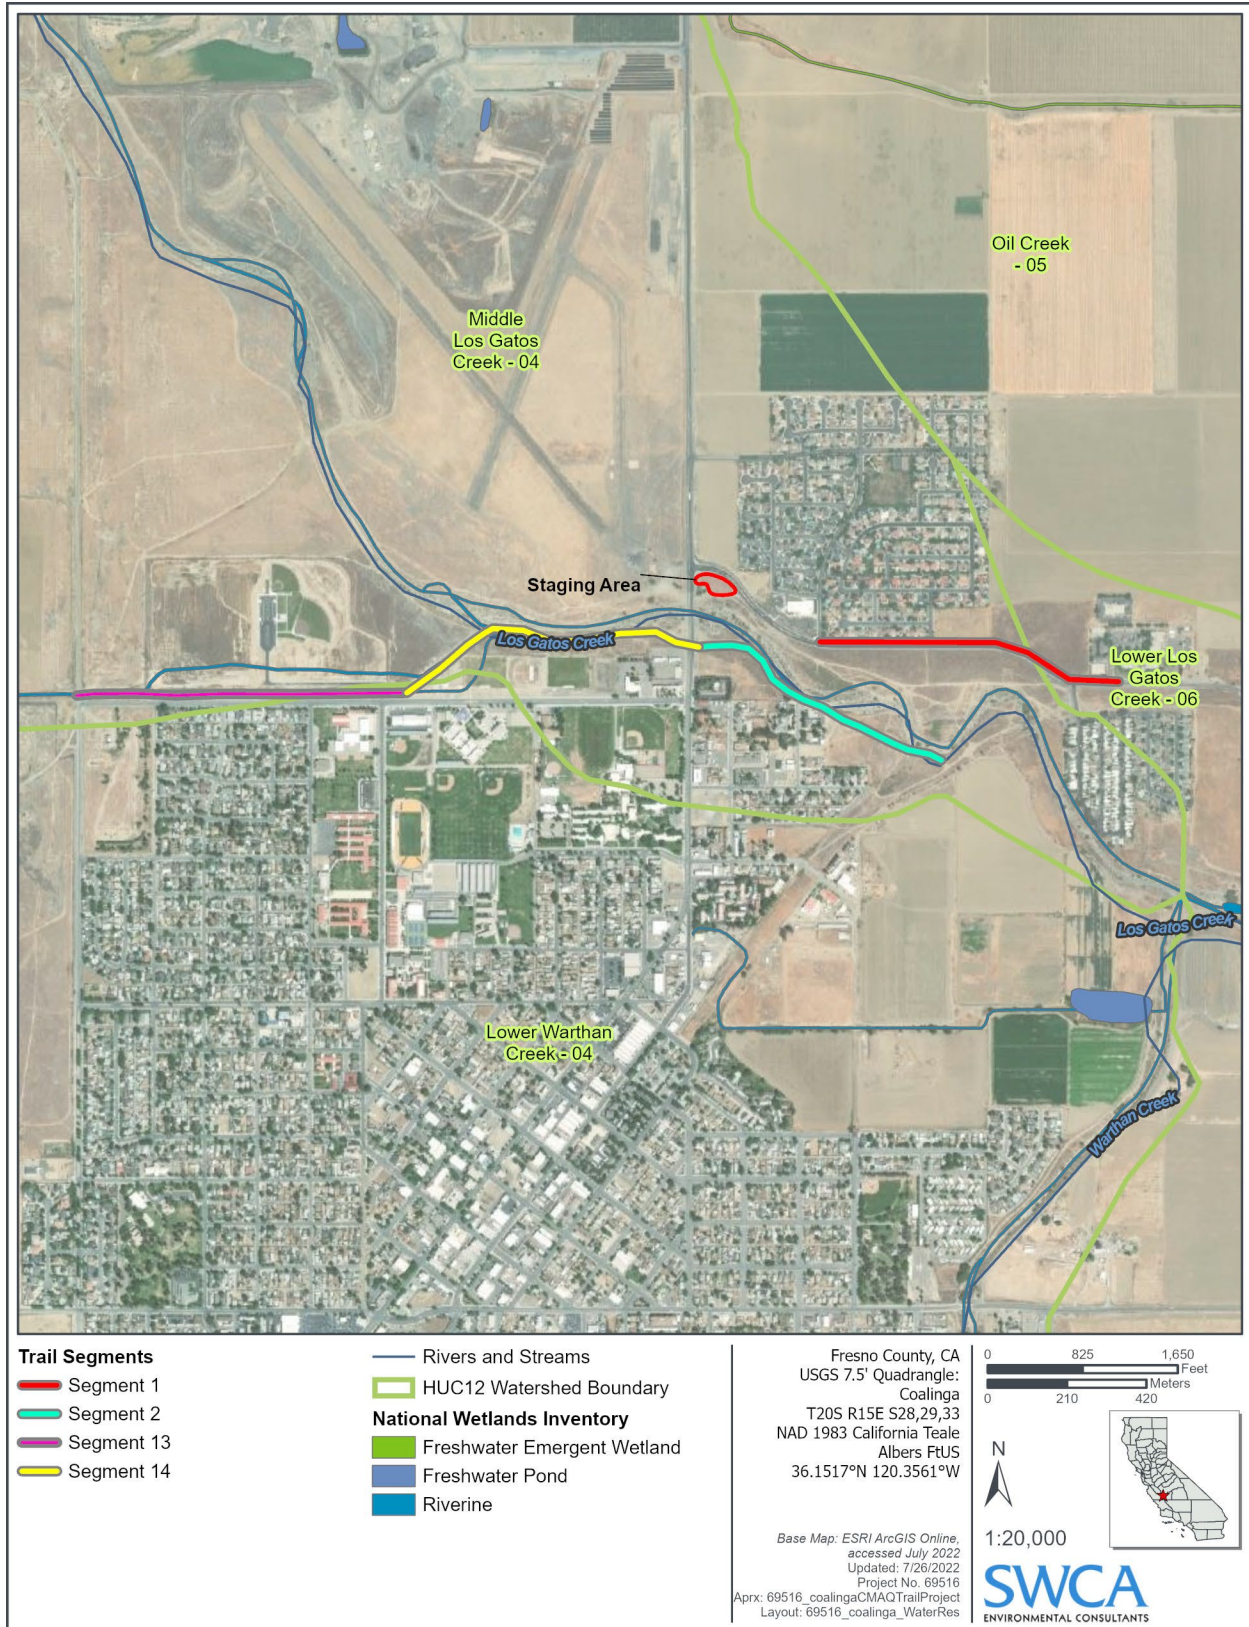 Oil Creek
- 05
Middle
Los Gatos
Creek - 04
Staging Area
Los Gatos Creek
Lower Los
Gatos
Creek - 06
Los Gatos Creek
Lower Warthan
Creek - 04
Warthan Creek
Trail Segments
Segment 1
Segment 2
Segment 13
Segment 14
Rivers and Streams
HUC12 Watershed Boundary
National Wetlands Inventory
Freshwater Emergent Wetland
Freshwater Pond
Riverine
Fresno County, CA
USGS 7.5' Quadrangle:
Coalinga
T20S R15E S28,29,33
NAD 1983 California Teale
Albers FtUS
36.1517°N 120.3561°W
Base Map: ESRI ArcGIS Online,
accessed July 2022
Updated: 7/26/2022
Project No. 69516
Aprx: 69516_coalingaCMAQTrailProject
Layout: 69516_coalinga_WaterRes
0 825 1,650
Feet
Meters
0 210 420
N
1:20,000
SWCA
ENVIRONMENTAL CONSULTANTS